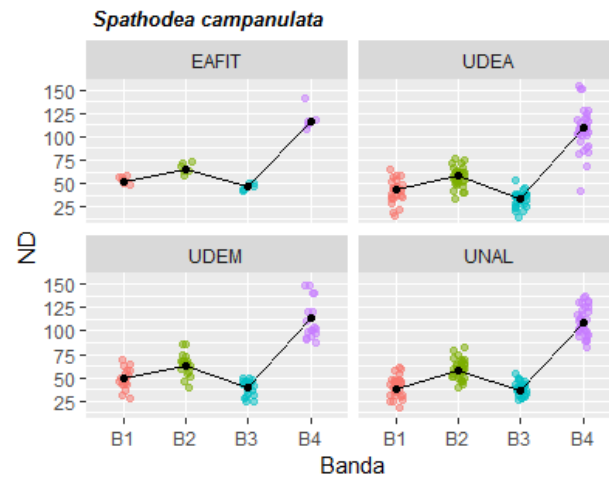 Spathodea campanulata
EAFIT UDEA
150
125
100
75
50
25
150
125
100
75
50
25
ND
UDEM UNAL
B1 B2 B3 B4 B1 B2 B3 B4
Banda